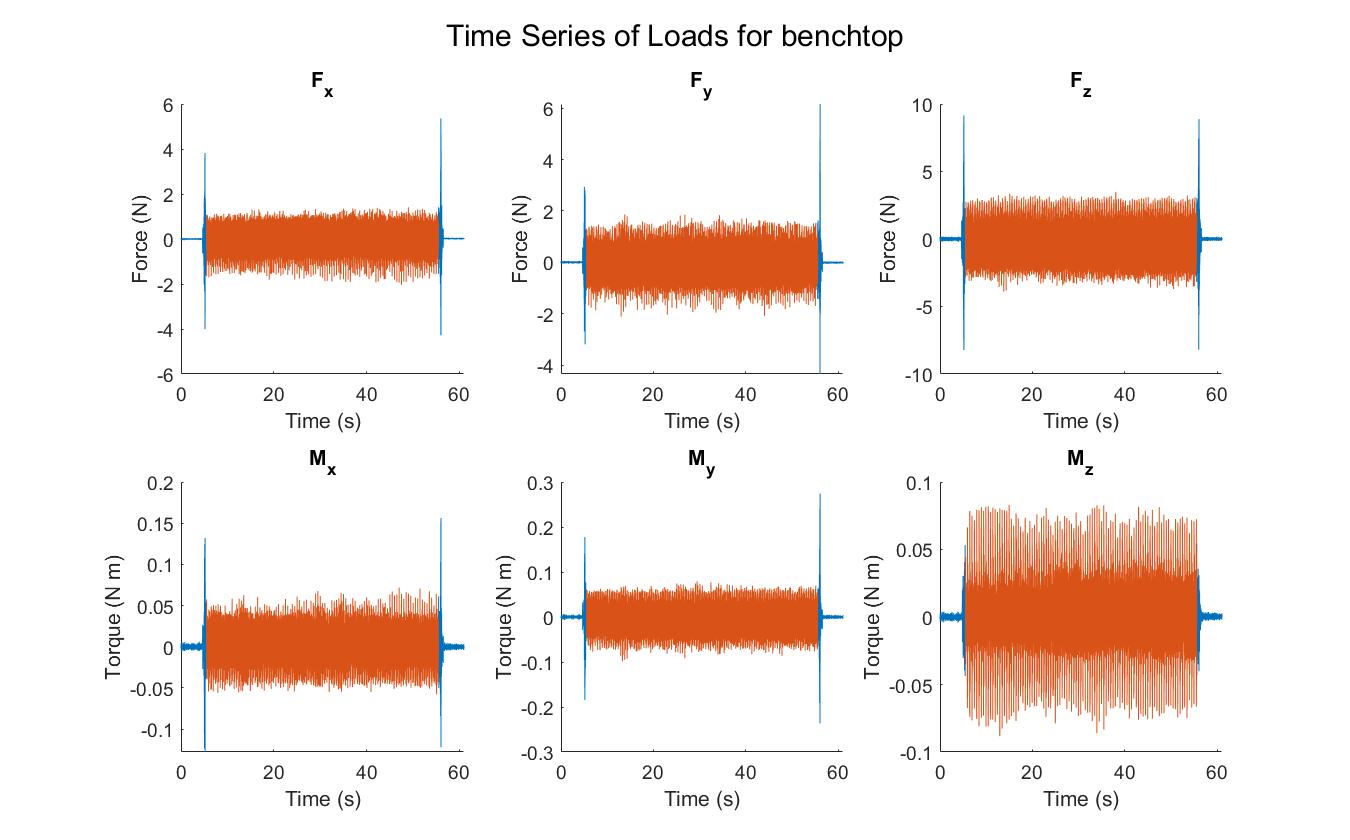 Time Series of Loads for benchtop
Fx
Fy
Fz
6
4
2
0
-2
-4
-6
Force (N)
0 20 40 60
Time (s)
6
4
2
0
-2
-4
Force (N)
0 20 40 60
Time (s)
10
5
0
-5
-10
Force (N)
0 20 40 60
Time (s)
Mx
My
Mz
0.2
0.15
0.1
0.05
0
-0.05
-0.1
Torque (N m)
0 20 40 60
Time (s)
0.3
0.2
0.1
0
-0.1
-0.2
-0.3
Torque (N m)
0 20 40 60
Time (s)
0.1
0.05
0
-0.05
-0.1
Torque (N m)
0 20 40 60
Time (s)